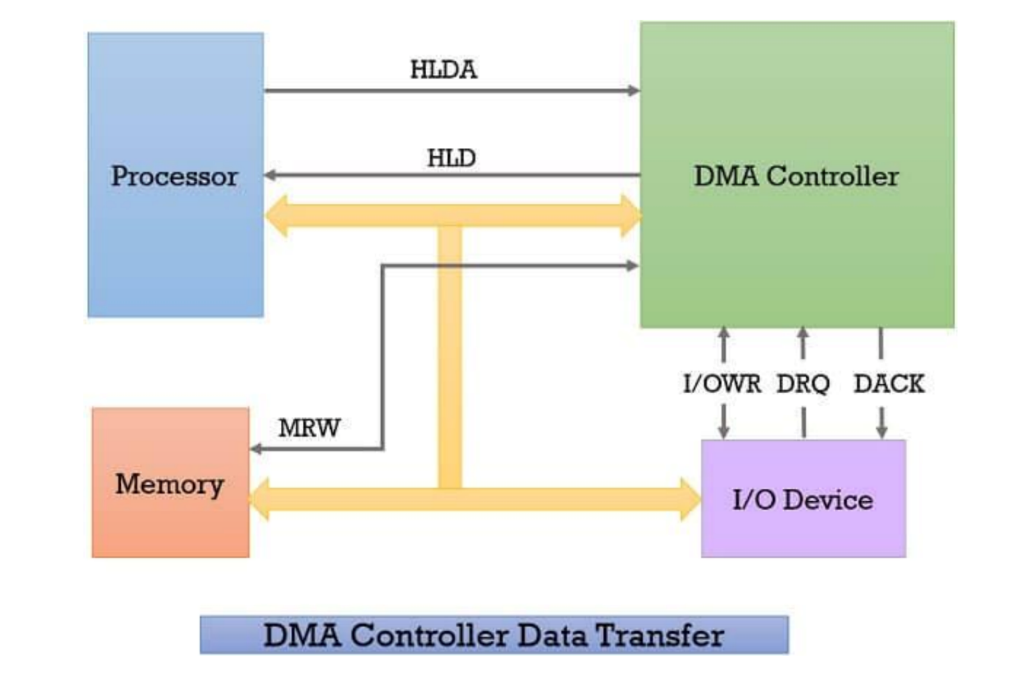 HLDA
HLD
Processor
DMA Controller
I/OWR DRQ DACK
MRW
Memory
I/O Device
DMA Controller Data Transfer